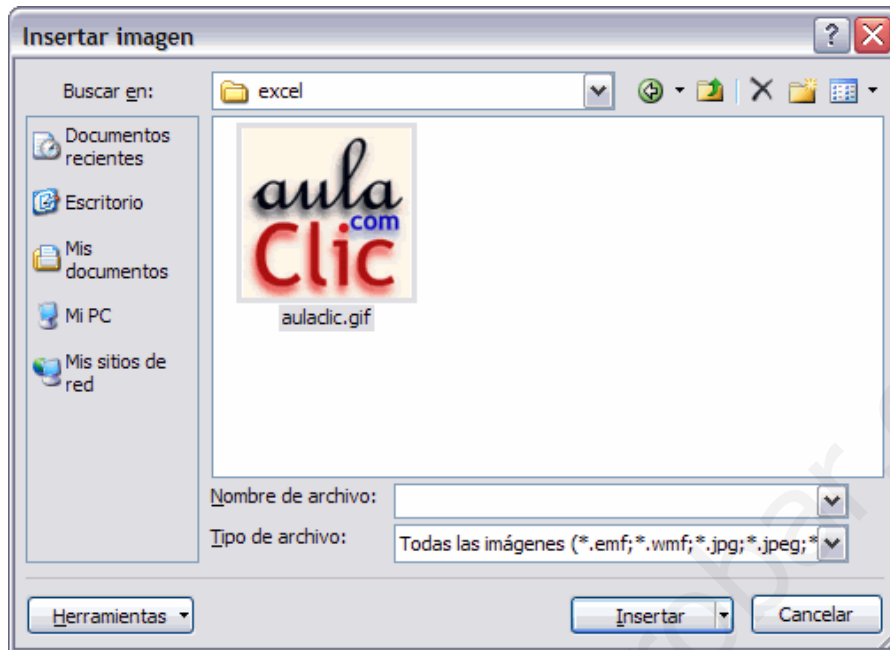 Insertar imagen
Buscar en:
excel
Documentos
recientes
Escritorio
Mis
documentos
Mi PC
Mis sitios de
red
aula
.com
Clic
aulaclic.gif
Nombre de archivo:
Tipo de archivo:
Todas las imágenes (*.emf;*.wmf;*.jpg;*.jpeg;*
Herramientas
Insertar
Cancelar